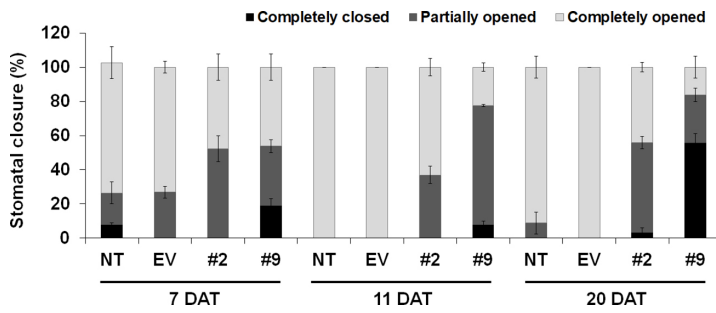 Completely closed Partially opened Completely opened
Stomatal closure (%)
120
100
80
60
40
20
0
NT EV #2 #9 NT EV #2 #9 NT EV #2 #9
7 DAT 11 DAT 20 DAT